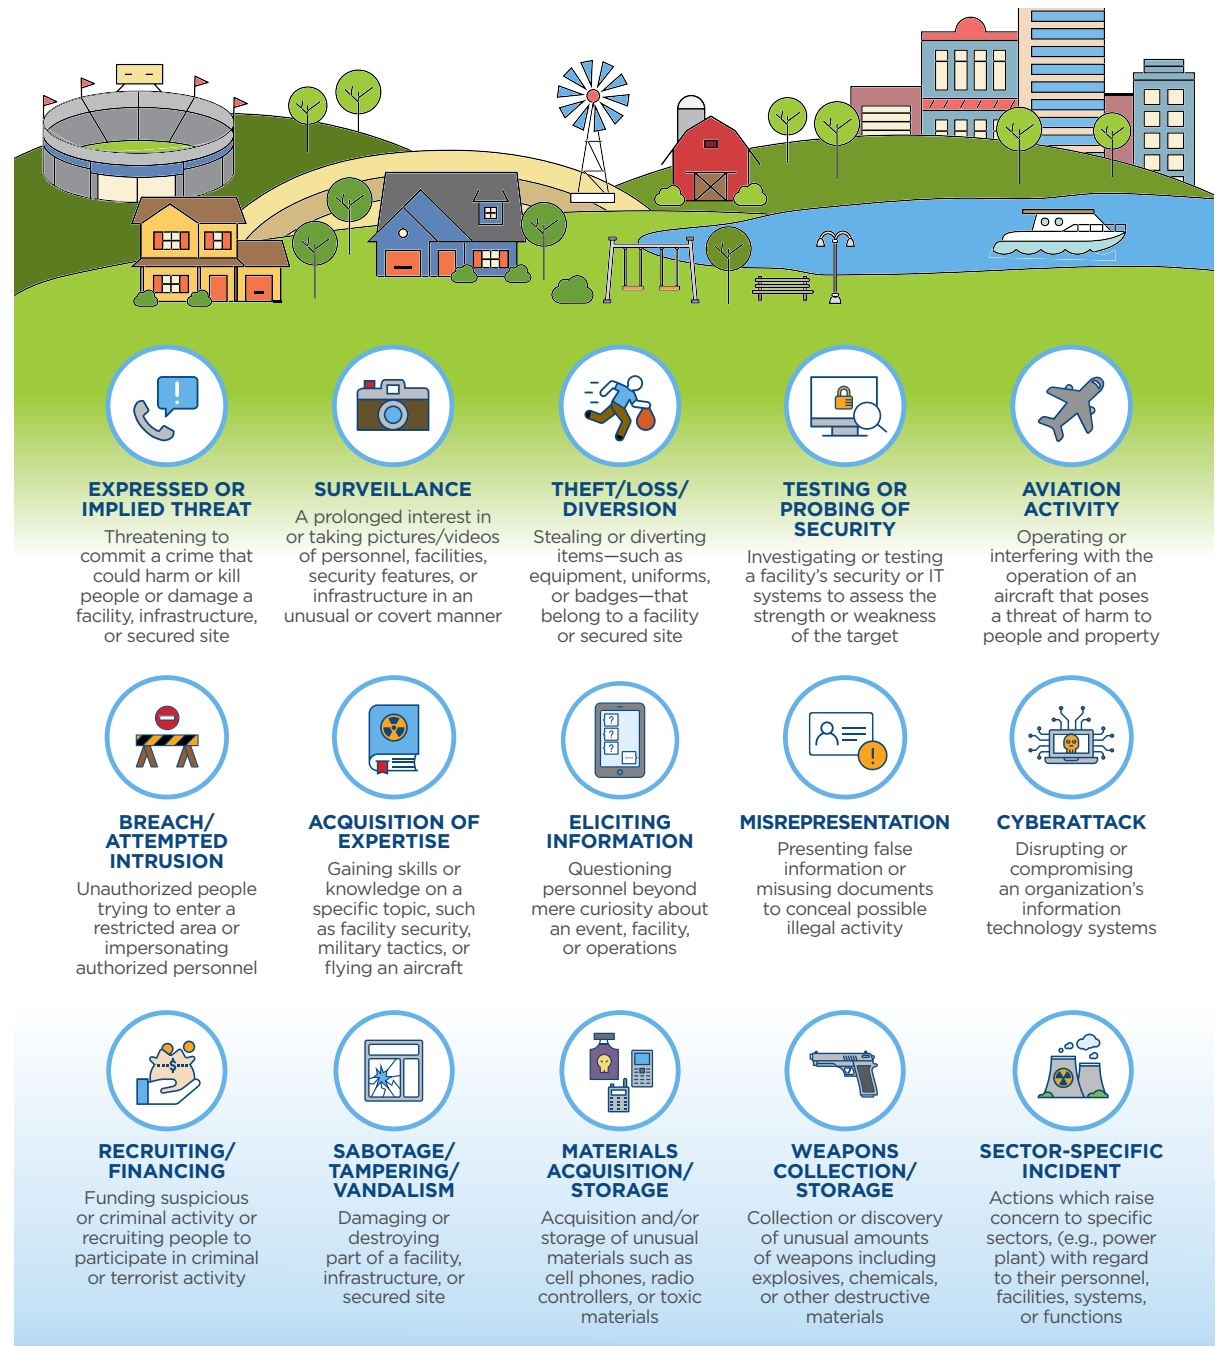 EXPRESSED OR
IMPLIED THREAT
Threatening to
commit a crime that
could harm or kill
people or damage a
facility, infrastructure,
or secured site
SURVEILLANCE
A prolonged interest in
or taking pictures/videos
of personnel, facilities,
security features, or
infrastructure in an
unusual or covert manner
THEFT/LOSS/
DIVERSION
Stealing or diverting
items—such as
equipment, uniforms,
or badges—that
belong to a facility
or secured site
TESTING OR
PROBING OF
SECURITY
Investigating or testing
a facility’s security or IT
systems to assess the
strength or weakness
of the target
AVIATION
ACTIVITY
Operating or
interfering with the
operation of an
aircraft that poses
a threat of harm to
people and property
BREACH/
ATTEMPTED
INTRUSION
Unauthorized people
trying to enter a
restricted area or
impersonating
authorized personnel
ACQUISITION OF
EXPERTISE
Gaining skills or
knowledge on a
specific topic, such
as facility security,
military tactics, or
flying an aircraft
ELICITING
INFORMATION
Questioning
personnel beyond
mere curiosity about
an event, facility,
or operations
MISREPRESENTATION
Presenting false
information or
misusing documents
to conceal possible
illegal activity
CYBERATTACK
Disrupting or
compromising
an organization’s
information
technology systems
RECRUITING/
FINANCING
Funding suspicious
or criminal activity or
recruiting people to
participate in criminal
or terrorist activity
SABOTAGE/
TAMPERING/
VANDALISM
Damaging or
destroying
part of a facility,
infrastructure, or
secured site
MATERIALS
ACQUISITION/
STORAGE
Acquisition and/or
storage of unusual
materials such as
cell phones, radio
controllers, or toxic
materials
WEAPONS
COLLECTION/
STORAGE
Collection or discovery
of unusual amounts
of weapons including
explosives, chemicals,
or other destructive
materials
SECTOR-SPECIFIC
INCIDENT
Actions which raise
concern to specific
sectors, (e.g., power
plant) with regard
to their personnel,
facilities, systems,
or functions